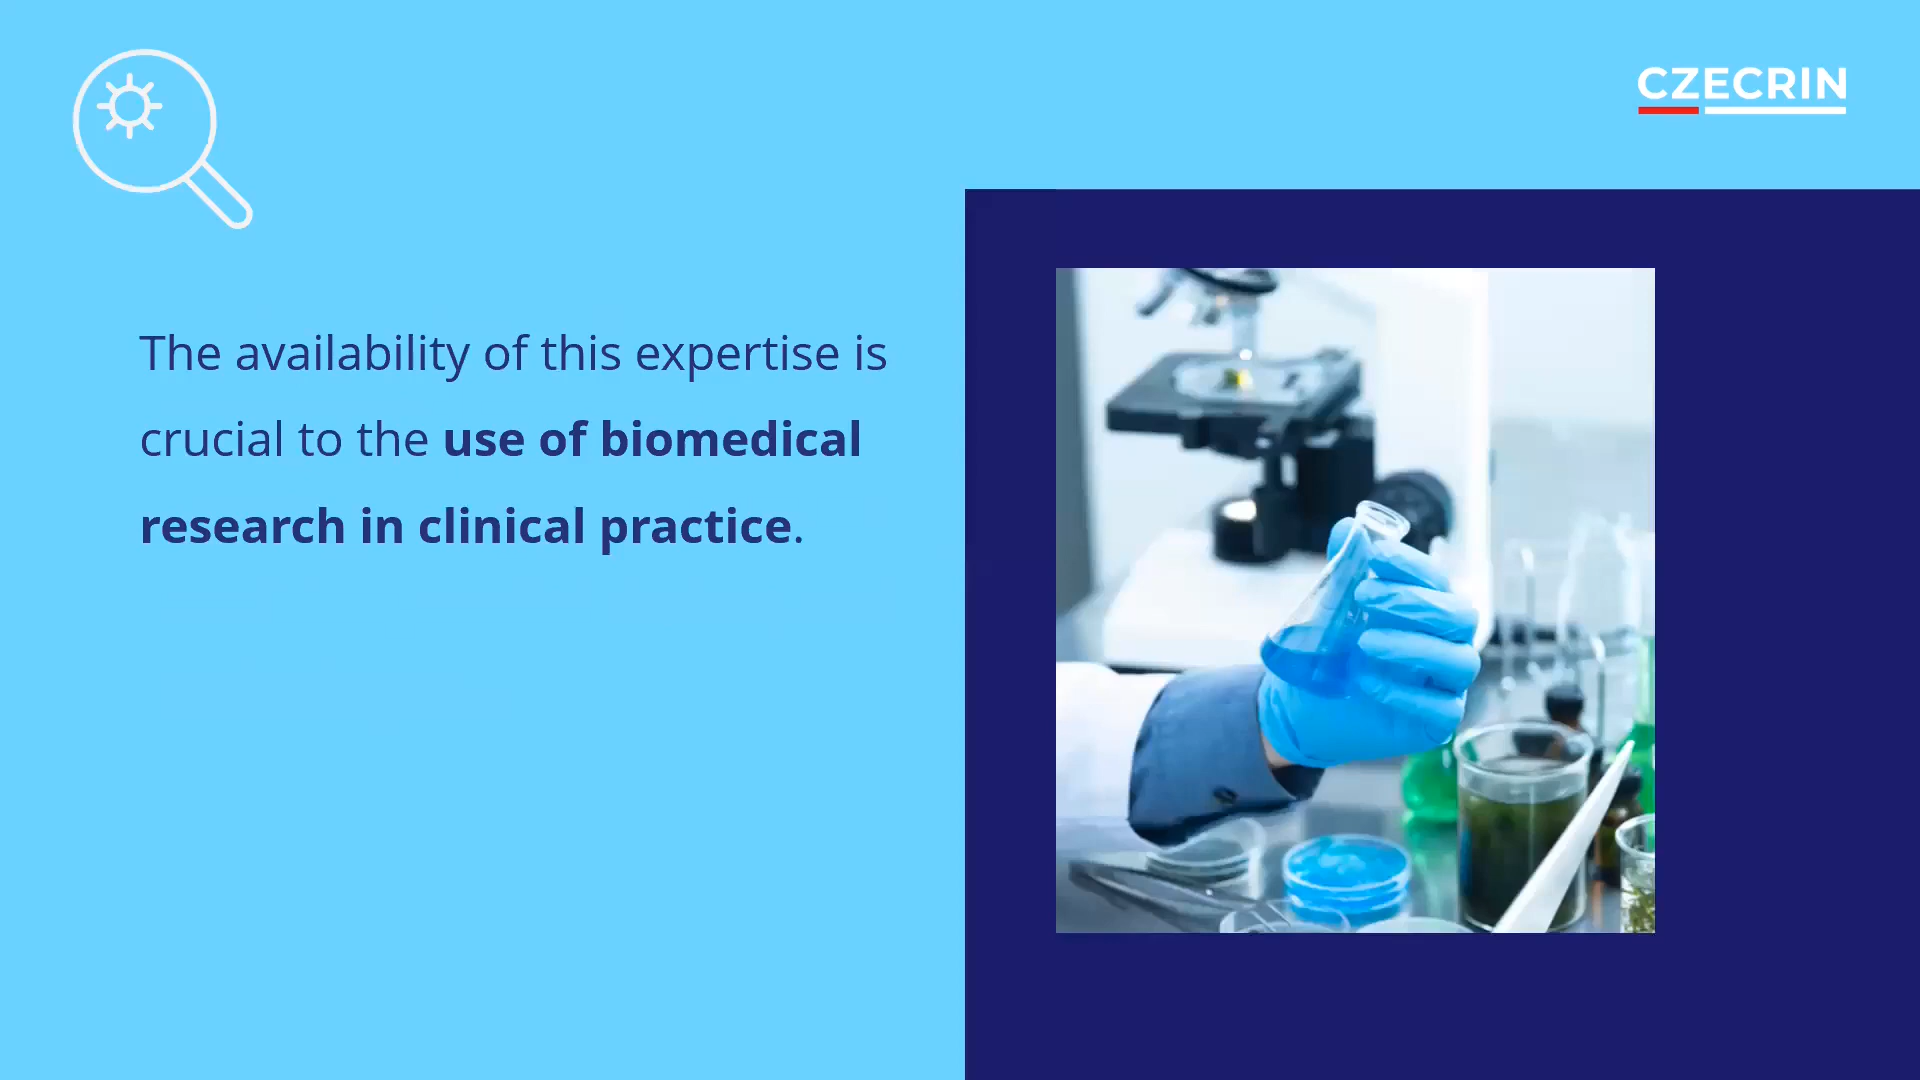 CZECRIN
The availability of this expertise is
crucial to the use of biomedical
research in clinical practice.